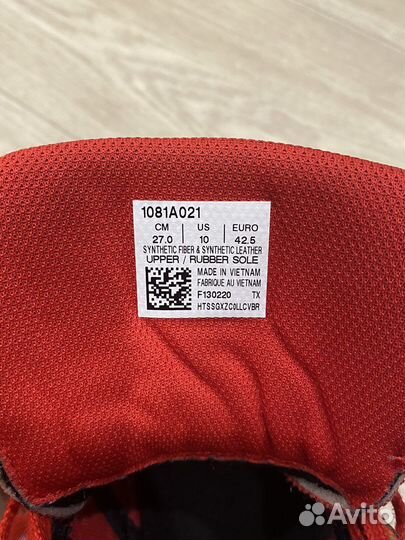 1081A021
CM US EURO
27.0 10 42.5
SYNTHETIC FIBER & SYNTHETIC LEATHER
UPPER / RUBBER SOLE
MADE IN VIETNAM
FABRIQUE AU VIETNAM
F130220 TX
HTSSGXZC0LLCVBR
Avito